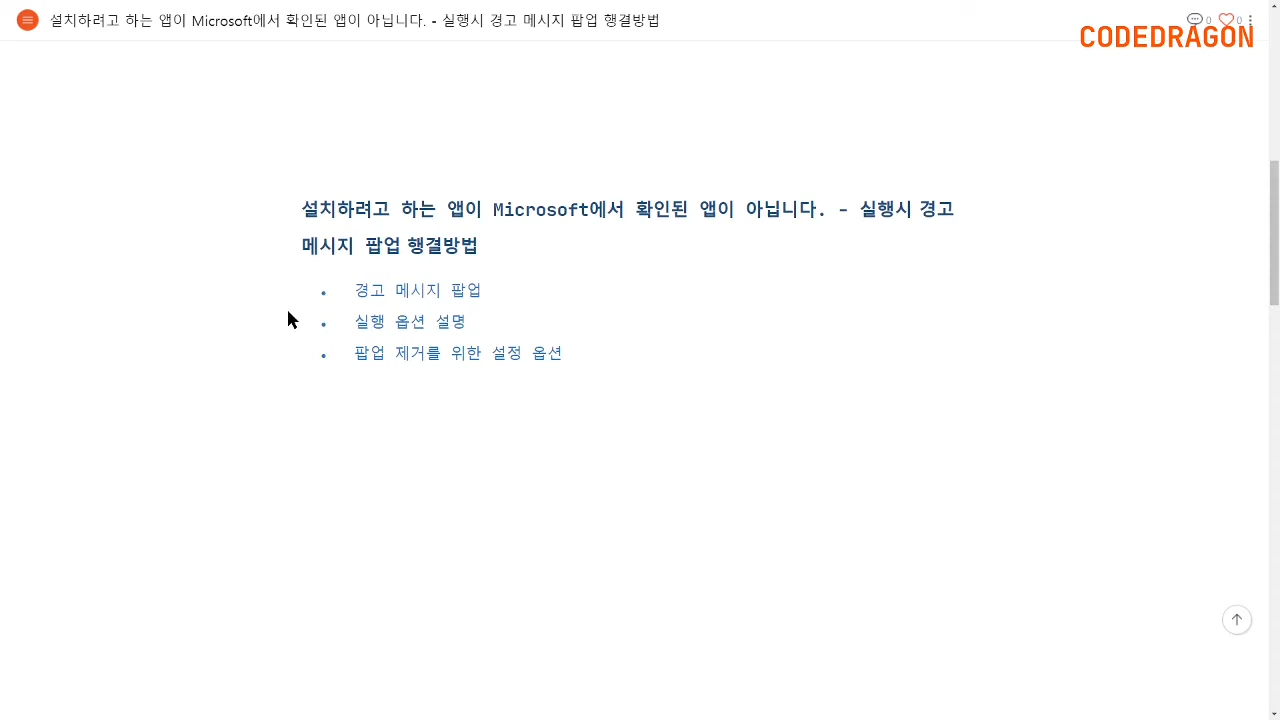 설치하려고 하는 앱이 Microsoft에서 확인된 앱이 아닙니다. - 실행시 경고 메시지 팝업 행결방법
0 0
CODEDRAGON
설치하려고 하는 앱이 Microsoft에서 확인된 앱이 아닙니다. - 실행시 경고
메시지 팝업 행결방법
• 경고 메시지 팝업
• 실행 옵션 설명
• 팝업 제거를 위한 설정 옵션